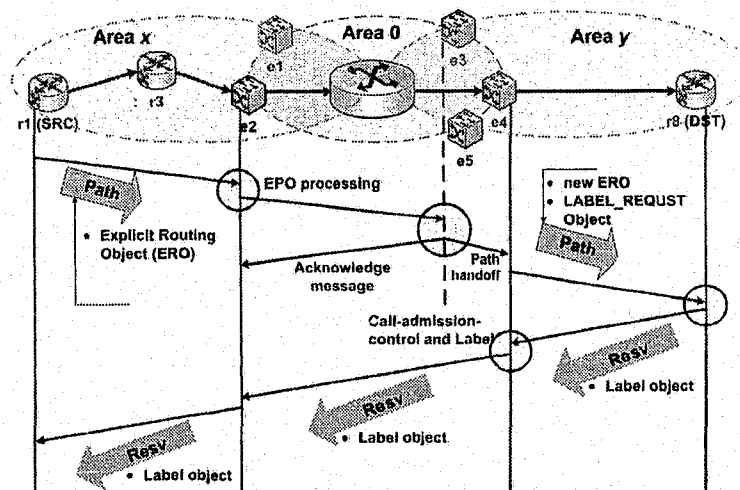 Area x
Area 0
Area y
e1
e3
r3
e2
e4
e5
r1 (SRC)
r8 (DST)
Path
EPO processing
• Explicit Routing
Object (ERO)
Acknowledge
message
Path
handoff
• new ERO
• LABEL_REQUST
Object
Path
Call-admission-
control and Label
Resv
• Label object
Resv
• Label object
Resv
• Label object